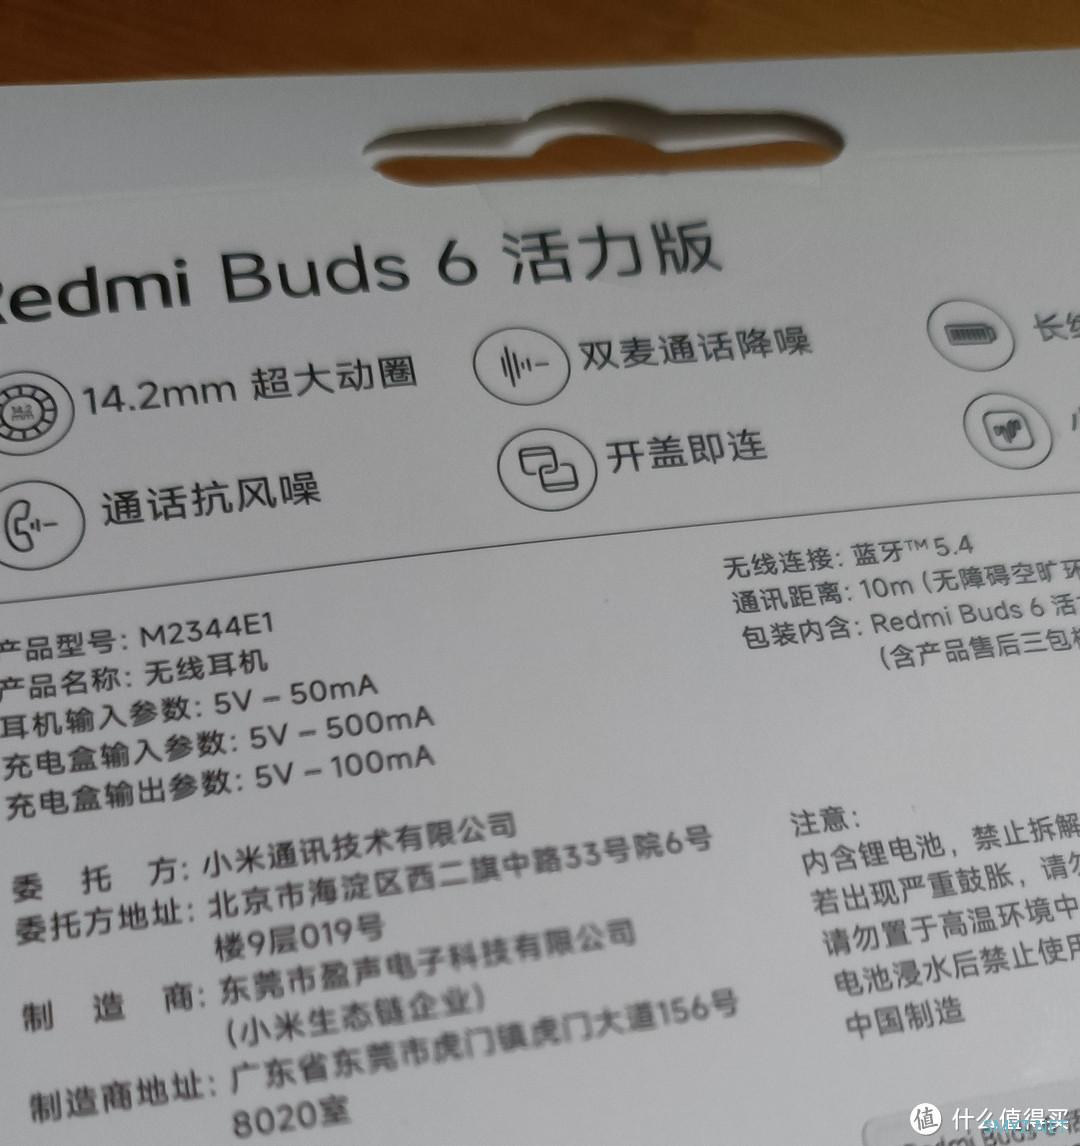 Redmi Buds 6 活力版
14.2mm 超大动圈
双麦通话降噪
长
通话抗风噪
开盖即连
产品型号: M2344E1
产品名称: 无线耳机
耳机输入参数: 5V – 50mA
充电盒输入参数: 5V – 500mA
充电盒输出参数: 5V – 100mA
无线连接: 蓝牙™ 5.4
通讯距离: 10m (无障碍空旷环
包装内含: Redmi Buds 6 活
(含产品售后三包
委托方: 小米通讯技术有限公司
委托方地址: 北京市海淀区西二旗中路33号院6号
楼9层019号
制造商: 东莞市盈声电子科技有限公司
(小米生态链企业)
制造商地址: 广东省东莞市虎门镇虎门大道156号
8020室
注意:
内含锂电池，禁止拆解
若出现严重鼓胀，请勿
请勿置于高温环境中
电池浸水后禁止使用
中国制造
值 什么值得买